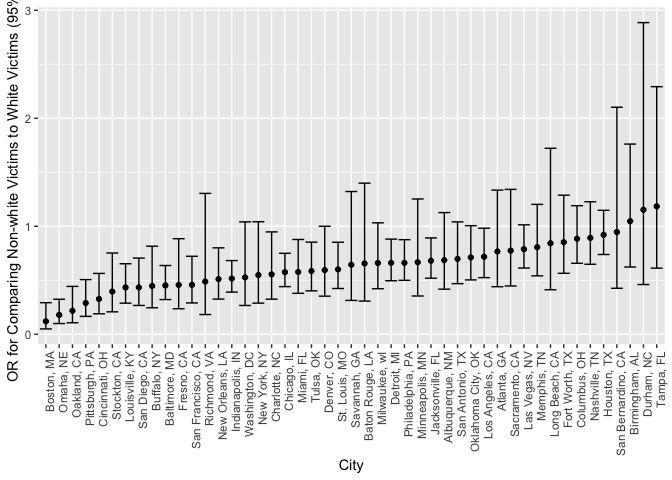 OR for Comparing Non-white Victims to White Victims (95%
3
2
1
0
Boston, MA
Omaha, NE
Oakland, CA
Pittsburgh, PA
Cincinnati, OH
Stockton, CA
Louisville, KY
San Diego, CA
Buffalo, NY
Baltimore, MD
Fresno, CA
San Francisco, CA
Richmond, VA
New Orleans, LA
Indianapolis, IN
Washington, DC
New York, NY
Charlotte, NC
Chicago, IL
Miami, FL
Tulsa, OK
Denver, CO
St. Louis, MO
Savannah, GA
Baton Rouge, LA
Milwaukee, wI
Detroit, MI
Philadelphia, PA
Minneapolis, MN
Jacksonville, FL
Albuquerque, NM
San Antonio, TX
Oklahoma City, OK
Los Angeles, CA
Atlanta, GA
Sacramento, CA
Las Vegas, NV
Memphis, TN
Long Beach, CA
Fort Worth, TX
Columbus, OH
Nashville, TN
Houston, TX
San Bernardino, CA
Birmingham, AL
Durham, NC
Tampa, FL
City